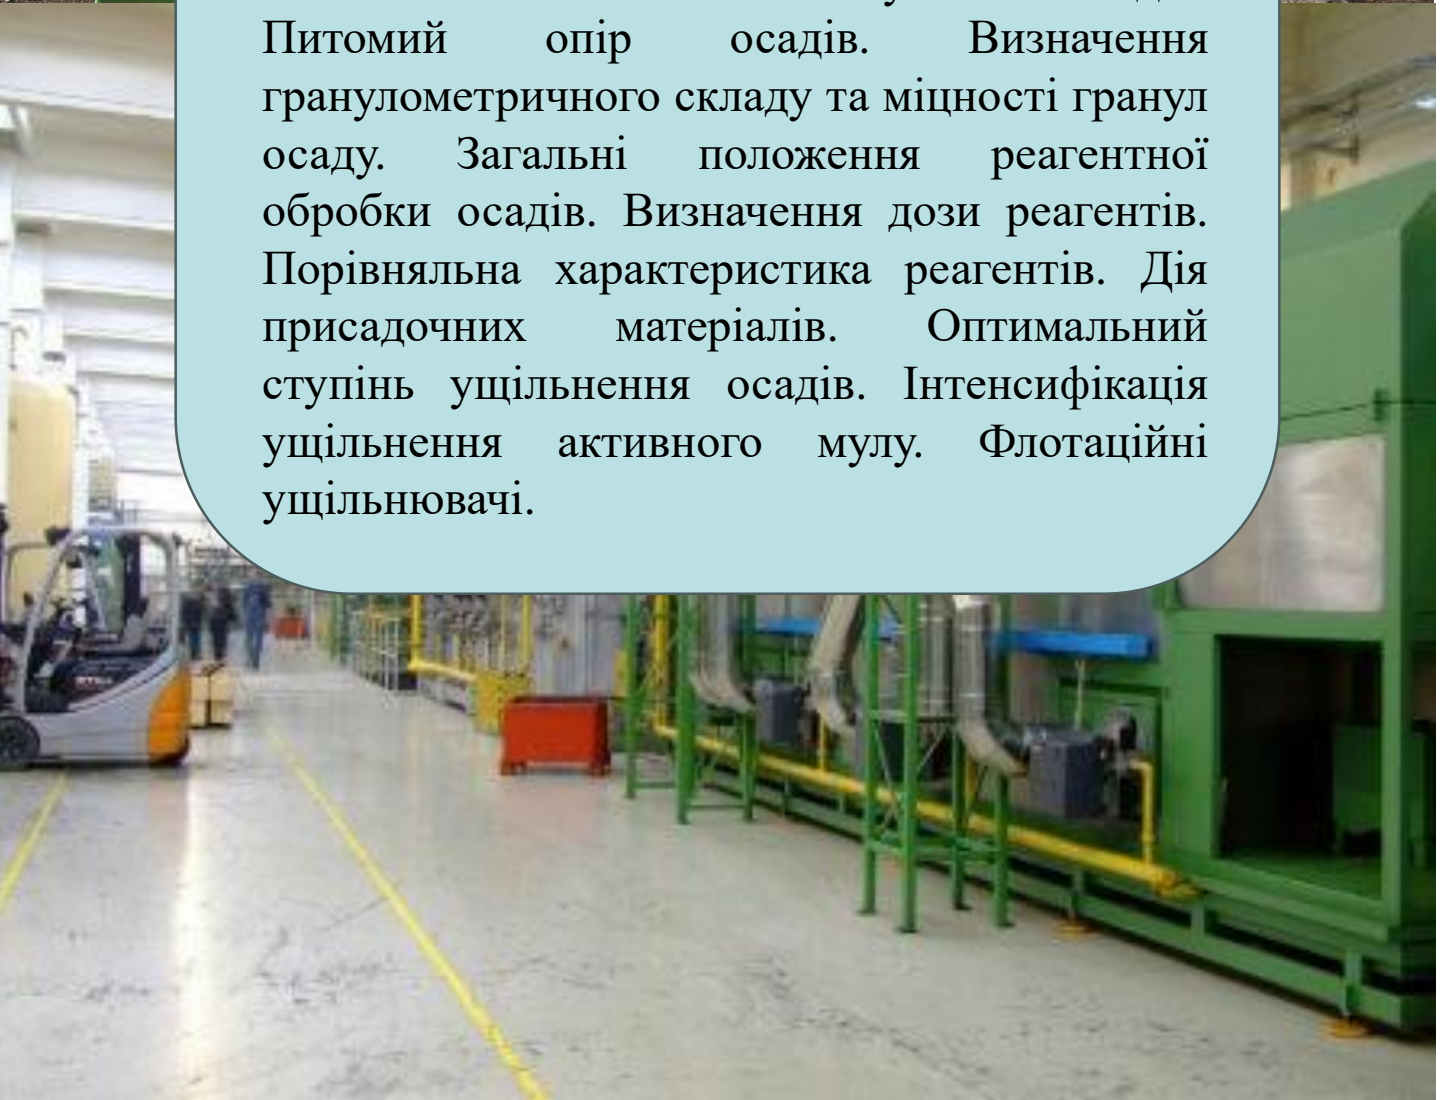 Питомий опір осадів. Визначення
гранулометричного складу та міцності гранул
осаду. Загальні положення реагентної
обробки осадів. Визначення дози реагентів.
Порівняльна характеристика реагентів. Дія
присадочних матеріалів. Оптимальний
ступінь ущільнення осадів. Інтенсифікація
ущільнення активного мулу. Флотаційні
ущільнювачі.